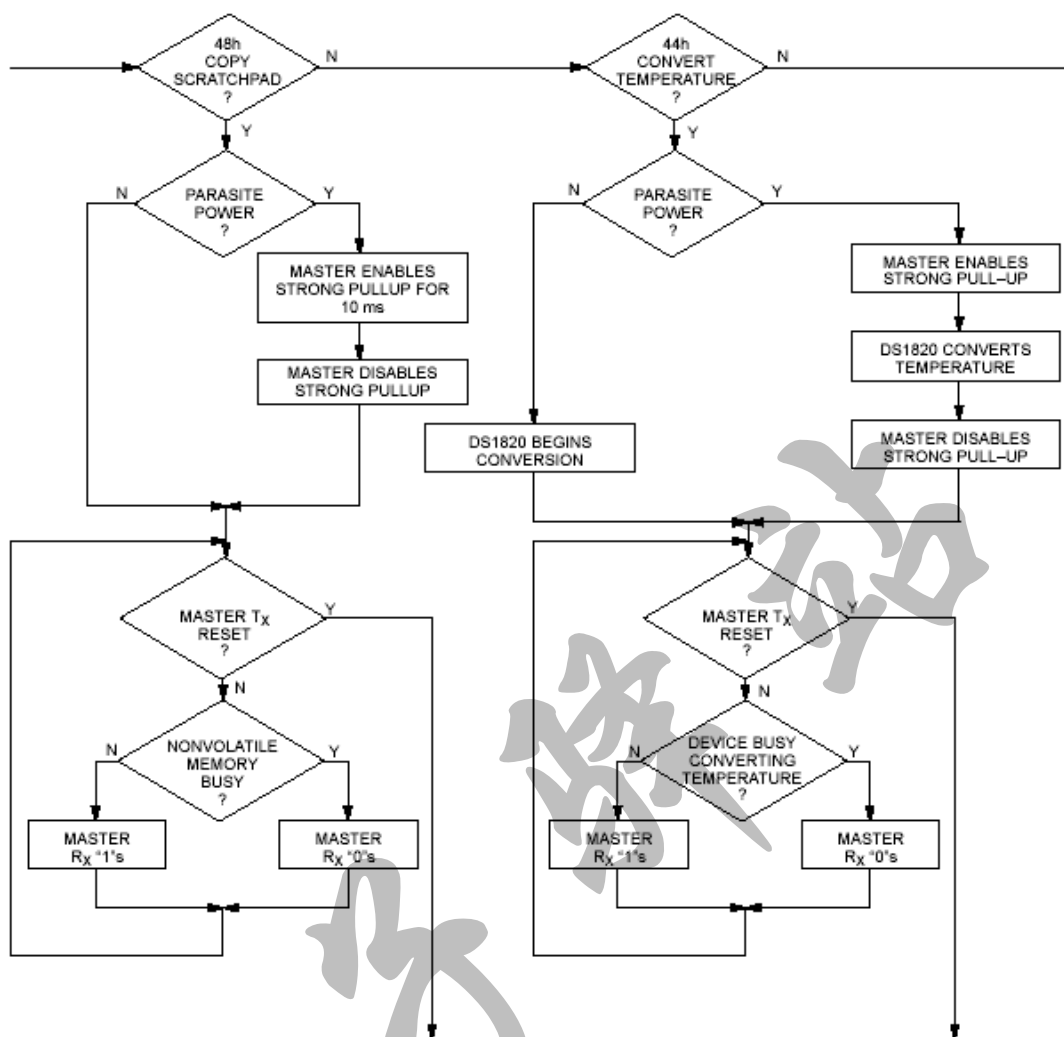 48h
COPY
SCRATCHPAD
?
N
Y
44h
CONVERT
TEMPERATURE
?
N
Y
PARASITE
POWER
?
N
Y
MASTER ENABLES
STRONG PULLUP FOR
10 ms
MASTER DISABLES
STRONG PULLUP
PARASITE
POWER
?
N
Y
MASTER ENABLES
STRONG PULL–UP
DS1820 CONVERTS
TEMPERATURE
MASTER DISABLES
STRONG PULL–UP
DS1820 BEGINS
CONVERSION
MASTER TX
RESET
?
Y
N
NONVOLATILE
MEMORY
BUSY
?
N
Y
MASTER
RX “1”s
MASTER
RX “0”s
MASTER TX
RESET
?
Y
N
DEVICE BUSY
CONVERTING
TEMPERATURE
?
N
Y
MASTER
RX “1”s
MASTER
RX “0”s